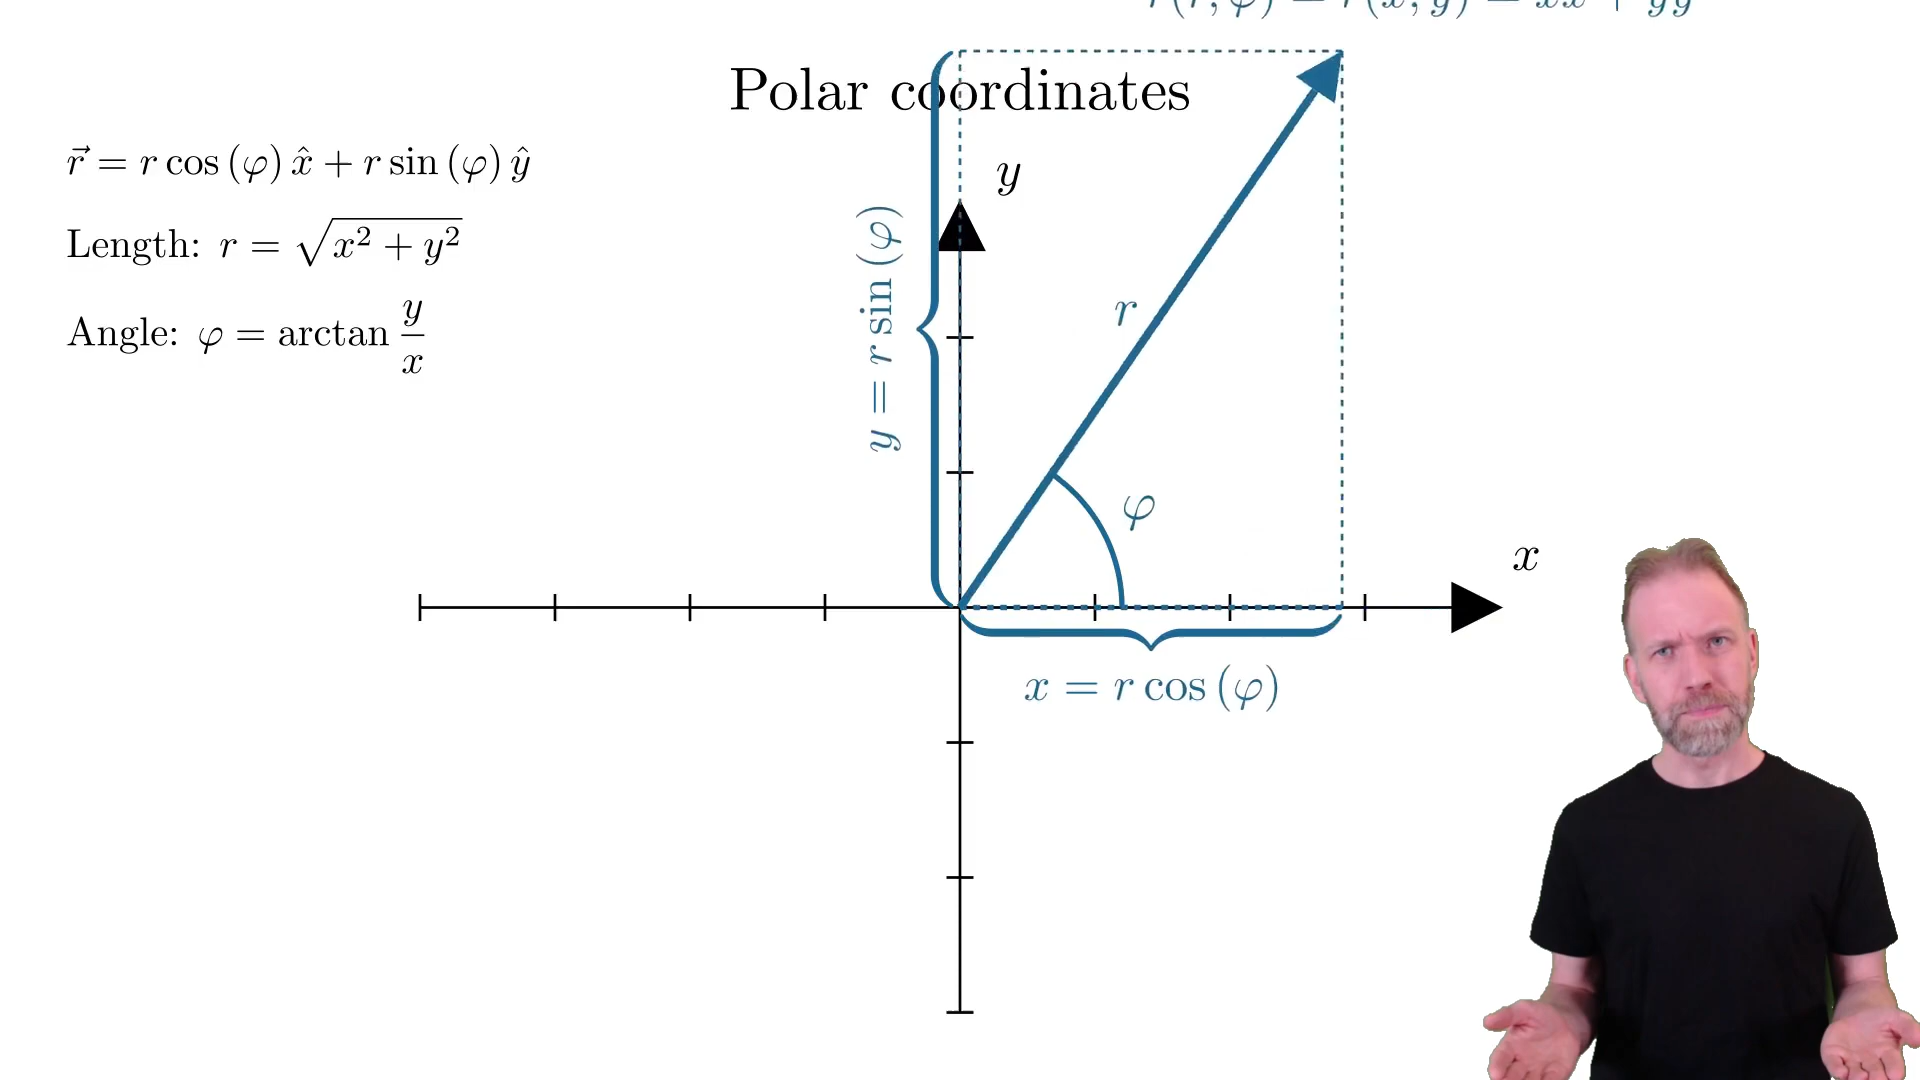 Polar coordinates
r⃗ = r cos (φ) x̂ + r sin (φ) ŷ
Length: r = √(x² + y²)
Angle: φ = arctan y/x
y
y = r sin (φ)
r
φ
x
x = r cos (φ)